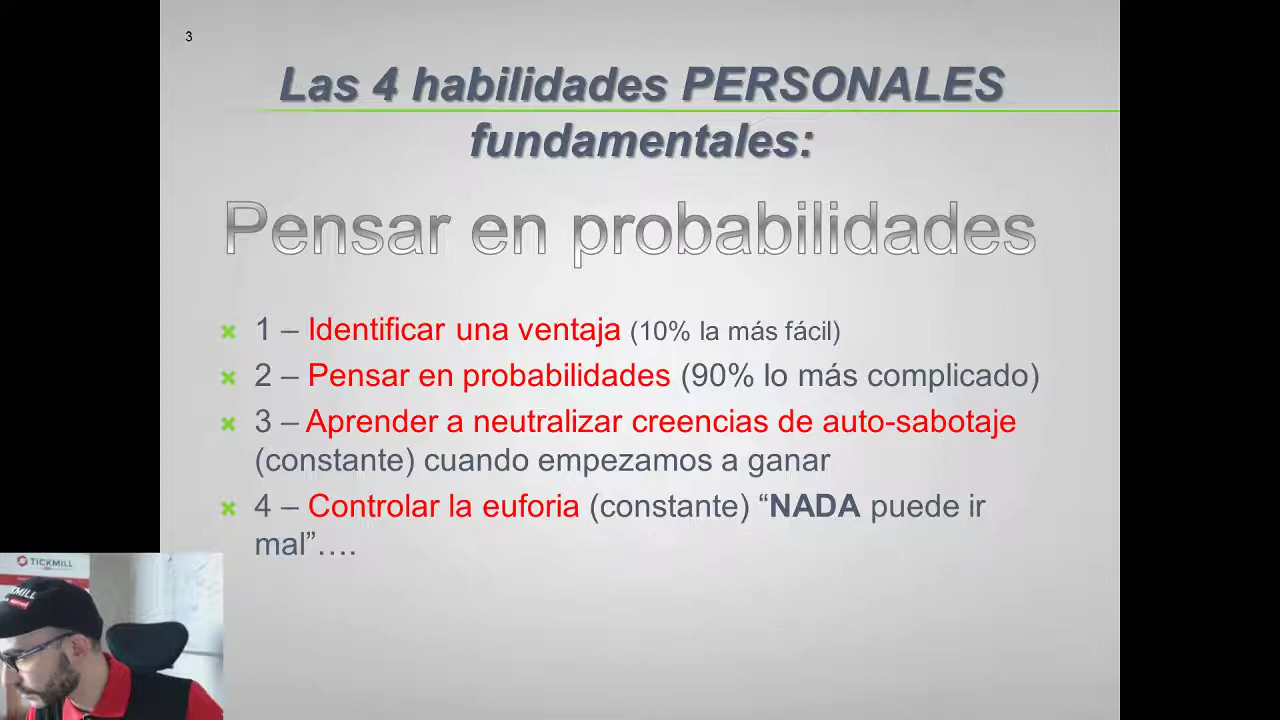 3
Las 4 habilidades PERSONALES
fundamentales:
Pensar en probabilidades
1 – Identificar una ventaja (10% la más fácil)
2 – Pensar en probabilidades (90% lo más complicado)
3 – Aprender a neutralizar creencias de auto-sabotaje
(constante) cuando empezamos a ganar
4 – Controlar la euforia (constante) “NADA puede ir
mal”....
TICKMILL